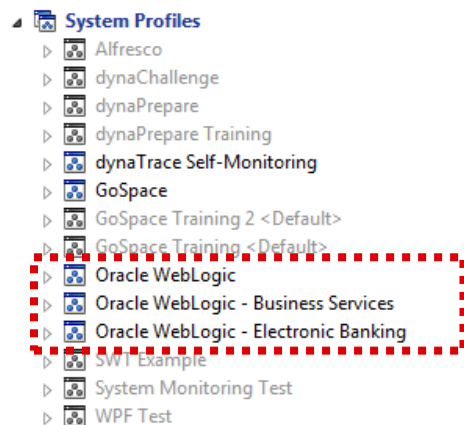 System Profiles
Alfresco
dynaChallenge
dynaPrepare
dynaPrepare Training
dynaTrace Self-Monitoring
GoSpace
GoSpace Training 2 <Default>
GoSpace Training <Default>
Oracle WebLogic
Oracle WebLogic - Business Services
Oracle WebLogic - Electronic Banking
SWT Example
System Monitoring Test
WPF Test